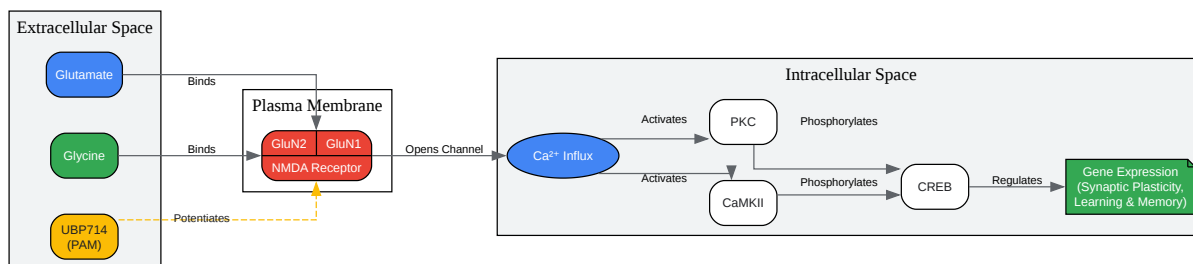 Extracellular Space
Glutamate
Binds
Glycine
Binds
UBP714
(PAM)
Potentiates
Plasma Membrane
GluN2
GluN1
NMDA Receptor
Opens Channel
Intracellular Space
Ca²⁺ Influx
Activates
PKC
Phosphorylates
Activates
CaMKII
Phosphorylates
CREB
Regulates
Gene Expression
(Synaptic Plasticity,
Learning & Memory)